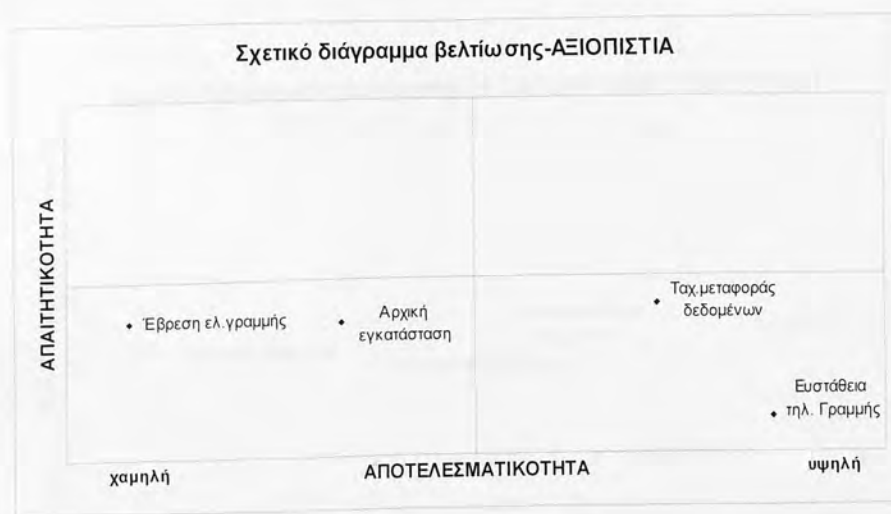 Σχετικό διάγραμμα βελτίωσης-ΑΞΙΟΠΙΣΤΙΑ
ΑΠΑΙΤΗΤΙΚΟΤΗΤΑ
Έβρεση ελ.γραμμής
Αρχική
εγκατάσταση
Ταχ.μεταφοράς
δεδομένων
Ευστάθεια
τηλ. Γραμμής
χαμηλή
ΑΠΟΤΕΛΕΣΜΑΤΙΚΟΤΗΤΑ
υψηλή